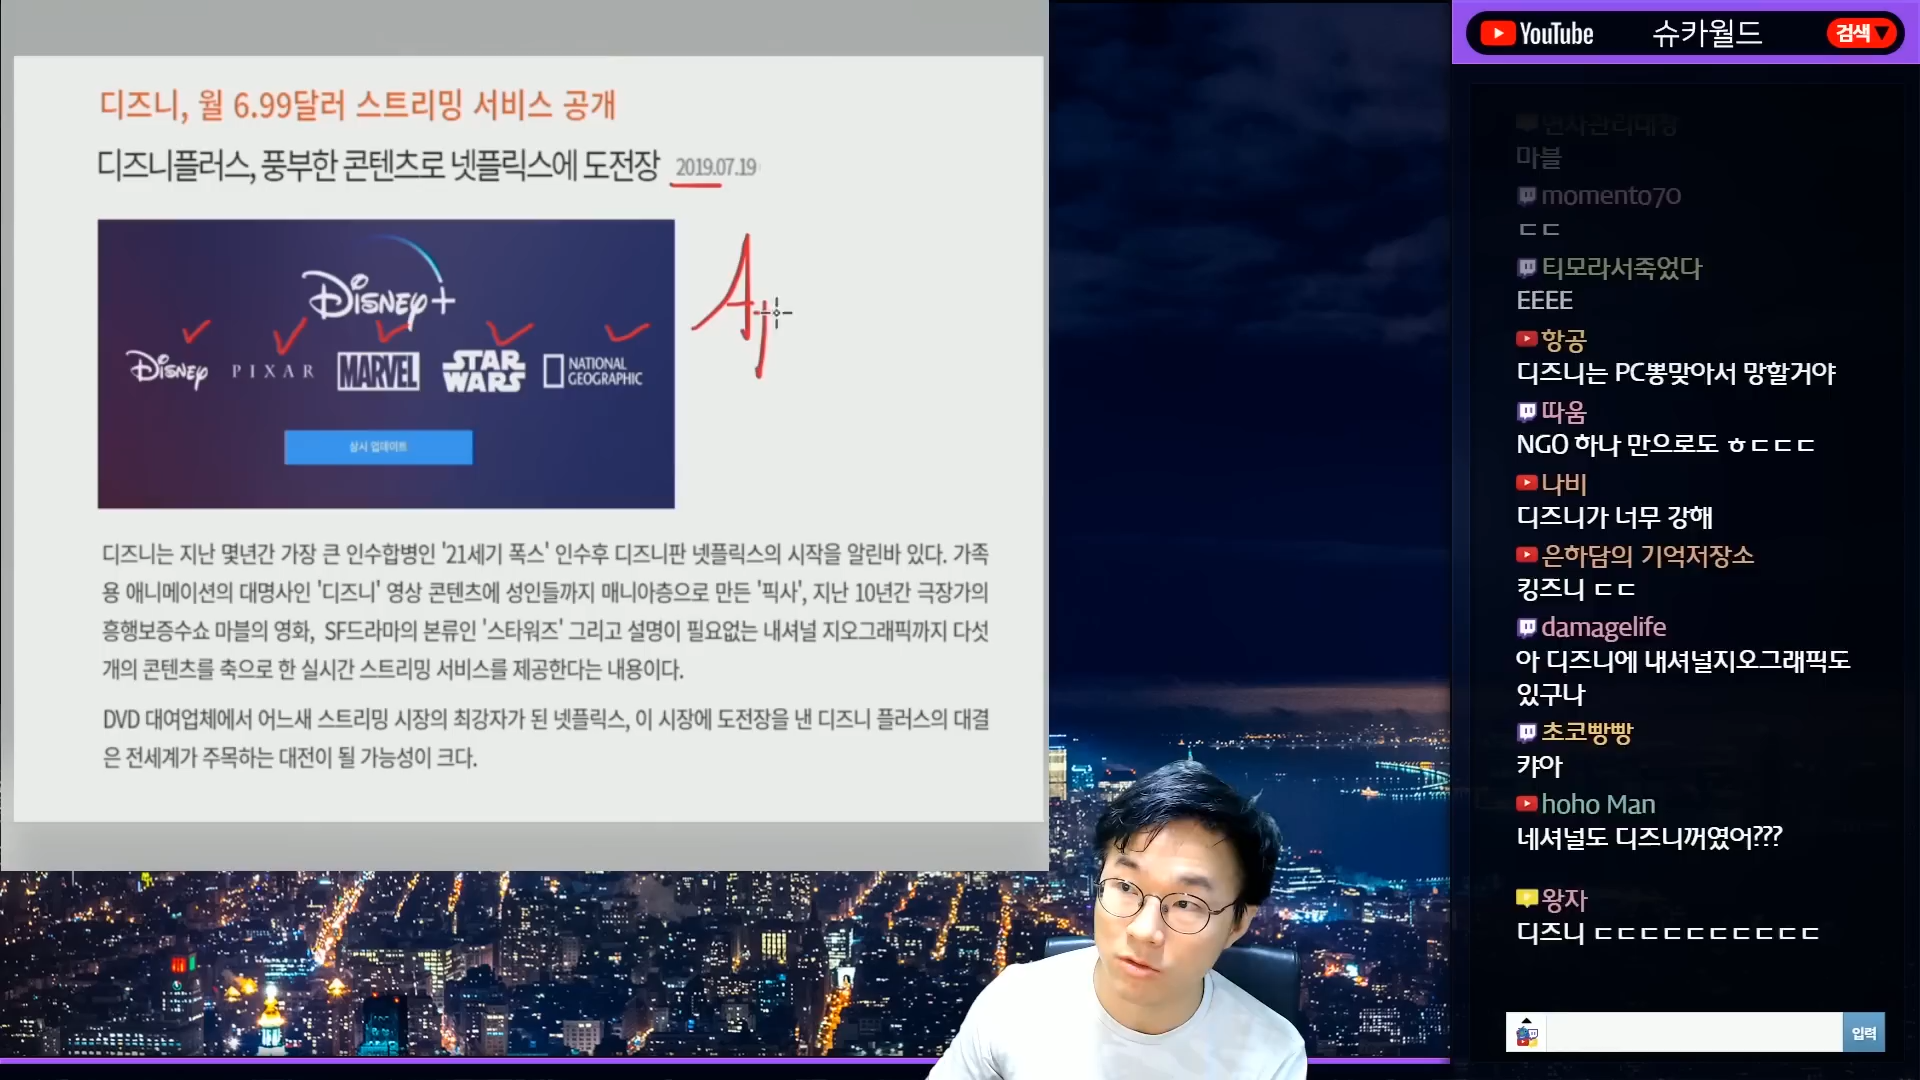 디즈니, 월 6.99달러 스트리밍 서비스 공개
디즈니플러스, 풍부한 콘텐츠로 넷플릭스에 도전장 2019.07.19
Disney+
Disney PIXAR MARVEL STAR WARS NATIONAL GEOGRAPHIC
상시 업데이트
디즈니는 지난 몇년간 가장 큰 인수합병인 '21세기 폭스' 인수후 디즈니판 넷플릭스의 시작을 알린바 있다. 가족
용 애니메이션의 대명사인 '디즈니' 영상 콘텐츠에 성인들까지 매니아층으로 만든 '픽사', 지난 10년간 극장가의
흥행보증수쇼 마블의 영화, SF드라마의 본류인 '스타워즈' 그리고 설명이 필요없는 내셔널 지오그래픽까지 다섯
개의 콘텐츠를 축으로 한 실시간 스트리밍 서비스를 제공한다는 내용이다.
DVD 대여업체에서 어느새 스트리밍 시장의 최강자가 된 넷플릭스, 이 시장에 도전장을 낸 디즈니 플러스의 대결
은 전세계가 주목하는 대전이 될 가능성이 크다.
YouTube 슈카월드 검색▼
마블
momento70
ㄷㄷ
티모라서죽었다
EEEE
항공
디즈니는 PC뽕맞아서 망할거야
따움
NGO 하나 만으로도 ㅎㄷㄷㄷ
나비
디즈니가 너무 강해
은하담의 기억저장소
킹즈니 ㄷㄷ
damagelife
아 디즈니에 내셔널지오그래픽도
있구나
초코빵빵
캬아
hoho Man
네셔널도 디즈니꺼였어???
왕자
디즈니 ㄷㄷㄷㄷㄷㄷㄷㄷㄷㄷ
입력